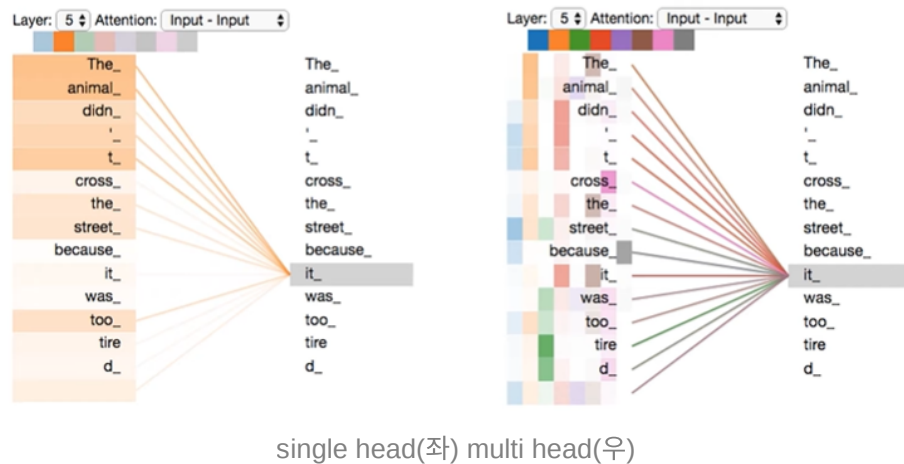 Layer: 5 Attention: Input - Input
The_ The_
animal_ animal_
didn_ didn_
'_ '_
t_ t_
cross_ cross_
the_ the_
street_ street_
because_ because_
it_ it_
was_ was_
too_ too_
tire tire
d_ d_
Layer: 5 Attention: Input - Input
The_ The_
animal_ animal_
didn_ didn_
'_ '_
t_ t_
cross_ cross_
the_ the_
street_ street_
because_ because_
it_ it_
was_ was_
too_ too_
tire tire
d_ d_
single head(좌) multi head(우)